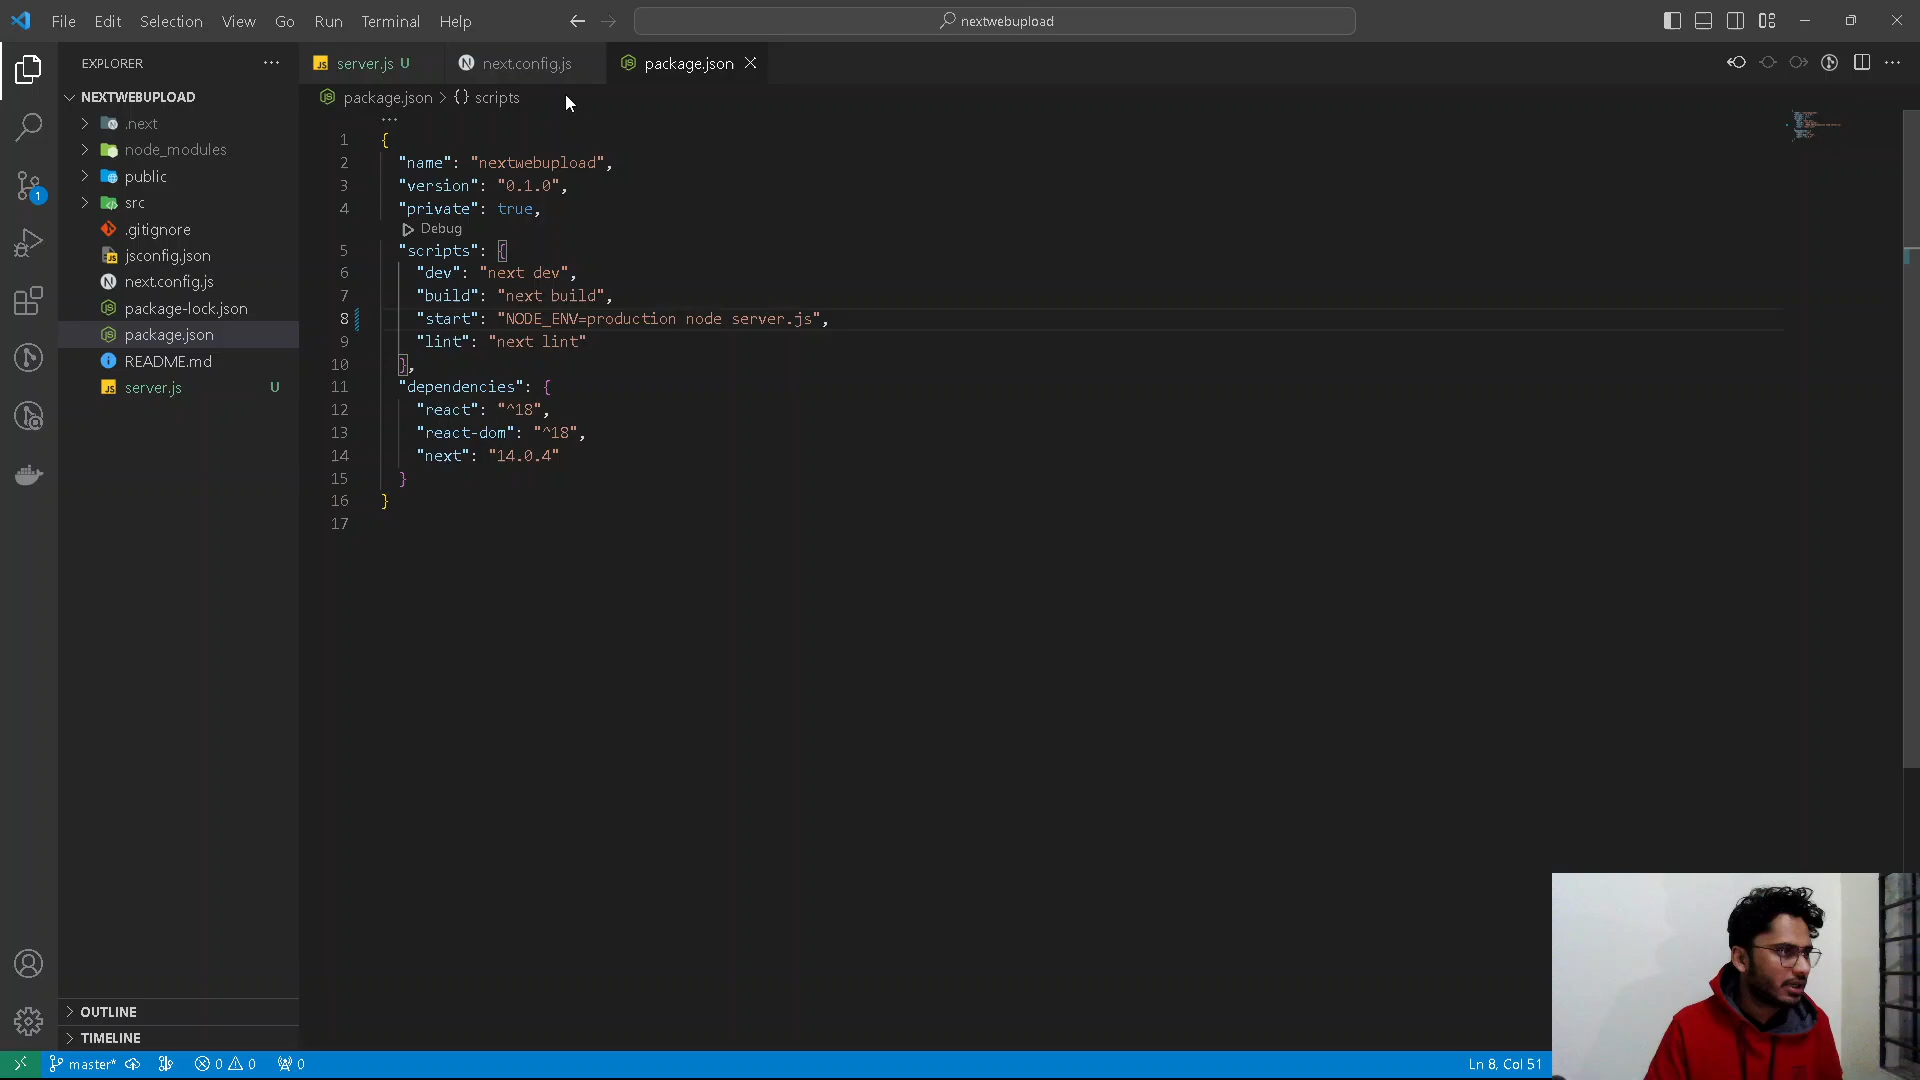 File Edit Selection View Go Run Terminal Help
nextwebupload
EXPLORER
server.js U
next.config.js
package.json
NEXTWEBUPLOAD
package.json > {} scripts
.next
node_modules
public
src
.gitignore
jsconfig.json
next.config.js
package-lock.json
package.json
README.md
server.js U
1
1 {
2 "name": "nextwebupload",
3 "version": "0.1.0",
4 "private": true,
Debug
5 "scripts": {
6 "dev": "next dev",
7 "build": "next build",
8 "start": "NODE_ENV=production node server.js",
9 "lint": "next lint"
10 },
11 "dependencies": {
12 "react": "^18",
13 "react-dom": "^18",
14 "next": "14.0.4"
15 }
16 }
17
OUTLINE
TIMELINE
master* 0 0 0 Ln 8, Col 51